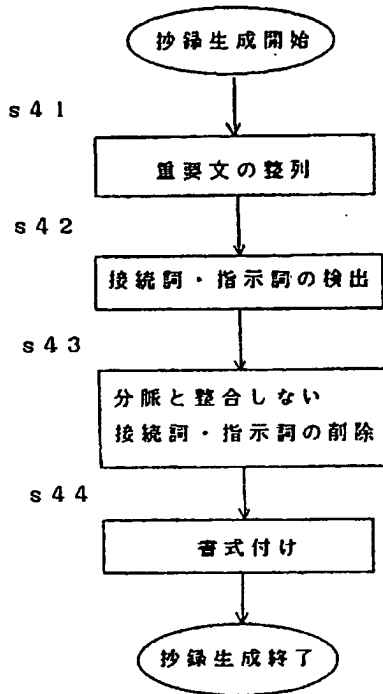 抄録生成開始
s41
重要文の整列
s42
接続詞・指示詞の検出
s43
分脈と整合しない
接続詞・指示詞の削除
s44
書式付け
抄録生成終了